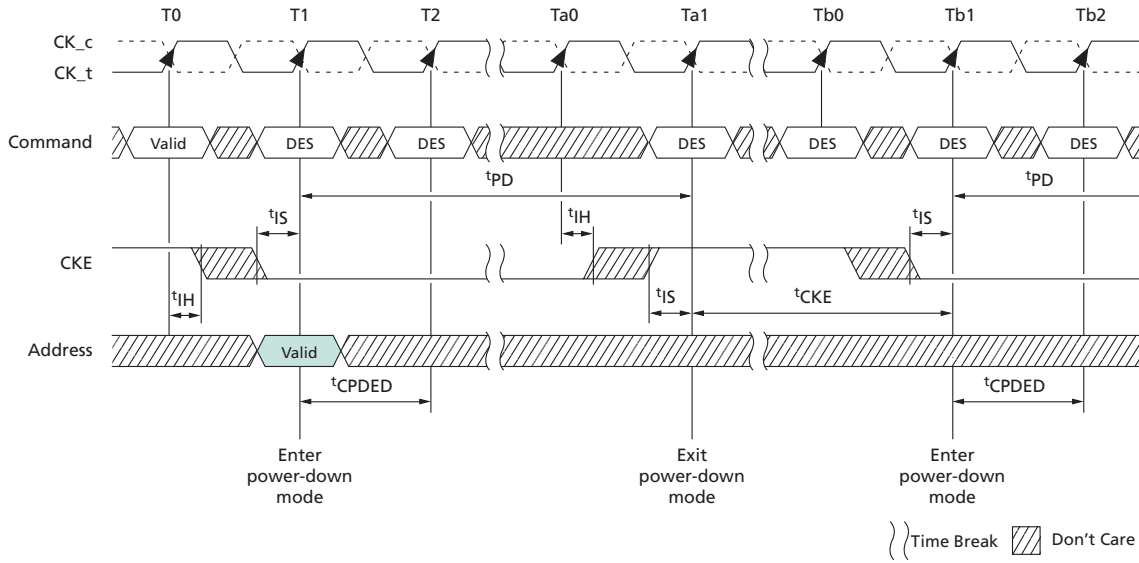 T0 T1 T2 Ta0 Ta1 Tb0 Tb1 Tb2
CK_c
CK_t
Command Valid DES DES DES DES DES DES
tPD tPD
tIS tIH tIS
CKE
tIH tIS tCKE
Address Valid
tCPDED tCPDED
Enter
power-down
mode
Exit
power-down
mode
Enter
power-down
mode
Time Break Don't Care